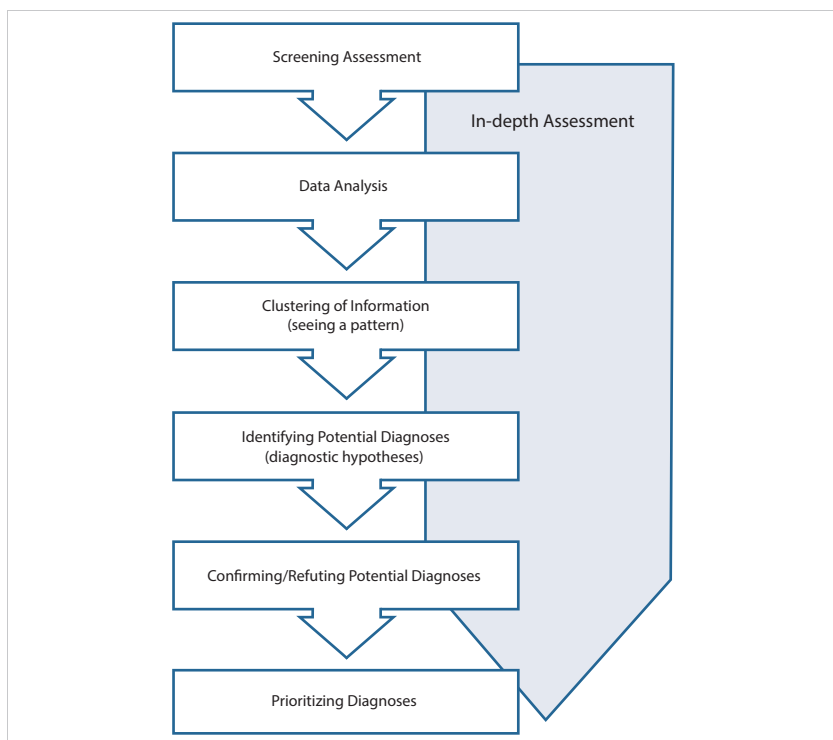 Screening Assessment
In-depth Assessment
Data Analysis
Clustering of Information
(seeing a pattern)
Identifying Potential Diagnoses
(diagnostic hypotheses)
Confirming/Refuting Potential Diagnoses
Prioritizing Diagnoses